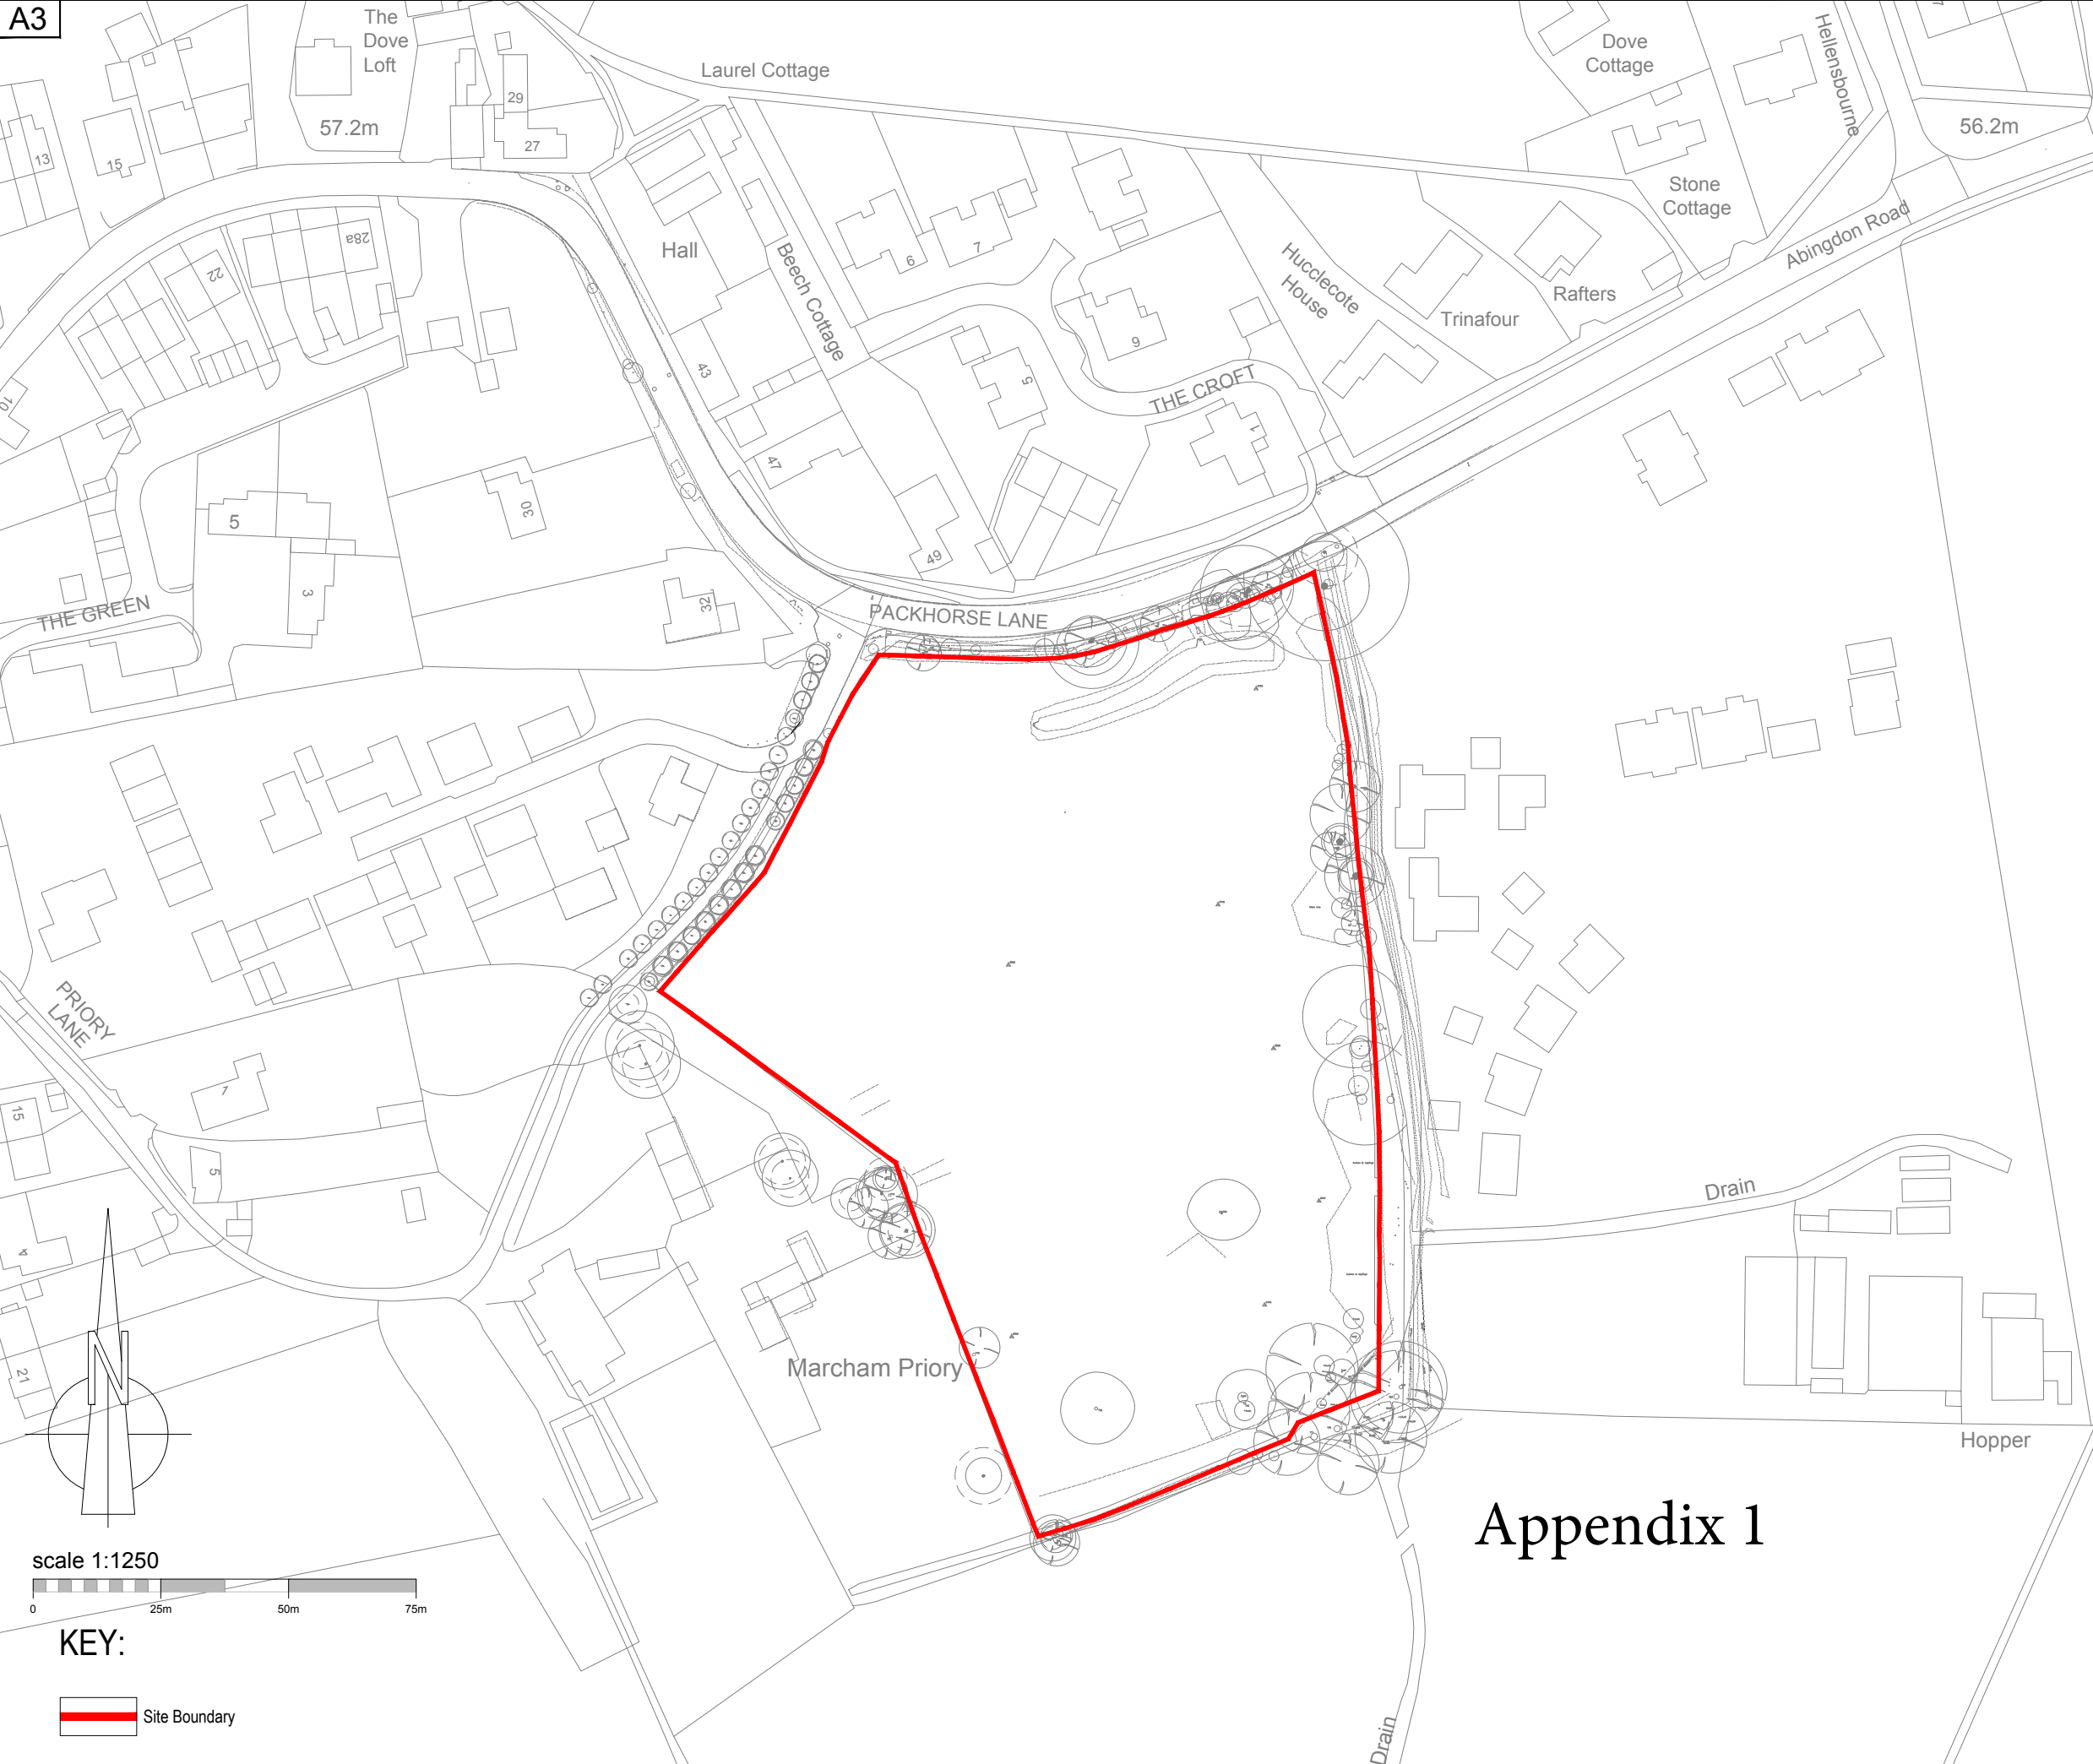 A3
The
Dove
Loft
57.2m
29
27
13
15
Laurel Cottage
Dove
Cottage
Hellensbourne
56.2m
Stone
Cottage
Abingdon Road
Hall
Beech Cottage
6
7
9
5
1
THE CROFT
Hucclecote
House
Trinafour
Rafters
28a
22
10
43
47
49
30
32
5
3
THE GREEN
PACKHORSE LANE
PRIORY
LANE
1
15
5
4
21
Marcham Priory
Drain
Hopper
Drain
Appendix 1
N
scale 1:1250
0
25m
50m
75m
KEY:
Site Boundary